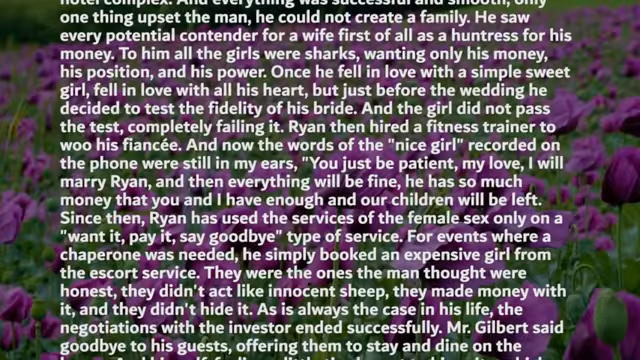 hotel complex. And everything was successful and smooth, only
one thing upset the man, he could not create a family. He saw
every potential contender for a wife first of all as a huntress for his
money. To him all the girls were sharks, wanting only his money,
his position, and his power. Once he fell in love with a simple sweet
girl, fell in love with all his heart, but just before the wedding he
decided to test the fidelity of his bride. And the girl did not pass
the test, completely failing it. Ryan then hired a fitness trainer to
woo his fiancée. And now the words of the "nice girl" recorded on
the phone were still in my ears, "You just be patient, my love, I will
marry Ryan, and then everything will be fine, he has so much
money that you and I have enough and our children will be left.
Since then, Ryan has used the services of the female sex only on a
"want it, pay it, say goodbye" type of service. For events where a
chaperone was needed, he simply booked an expensive girl from
the escort service. They were the ones the man thought were
honest, they didn't act like innocent sheep, they made money with
it, and they didn't hide it. As is always the case in his life, the
negotiations with the investor ended successfully. Mr. Gilbert said
goodbye to his guests, offering them to stay and dine on the